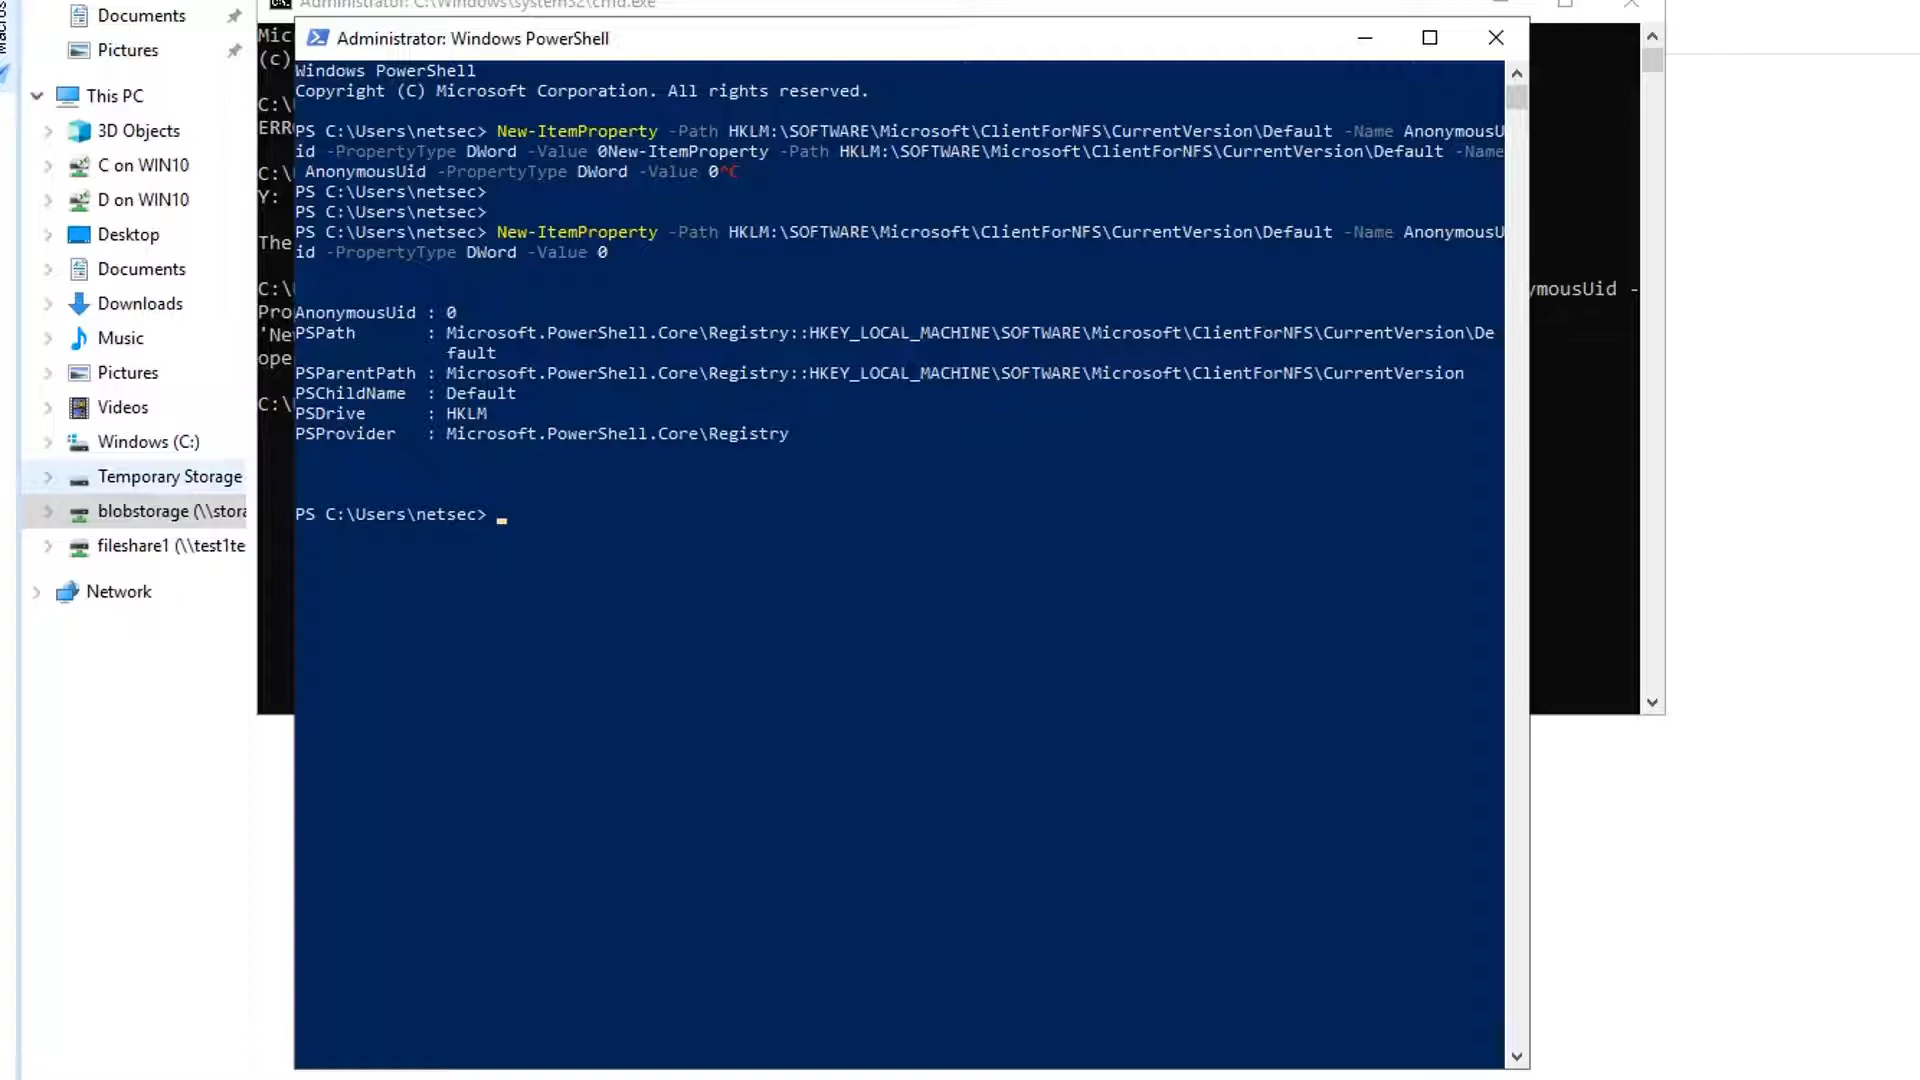 Administrator: C:\Windows\system32\cmd.exe
Documents
Pictures
This PC
3D Objects
C on WIN10
D on WIN10
Desktop
Documents
Downloads
Music
Pictures
Videos
Windows (C:)
Temporary Storage
blobstorage (\\stora
fileshare1 (\\test1te
Network
Mic
(c)
C:\
ERR
C:\
Y:
The
C:\
ymousUid -
Pro
'Ne
ope
C:\
Administrator: Windows PowerShell
Windows PowerShell
Copyright (C) Microsoft Corporation. All rights reserved.
PS C:\Users\netsec> New-ItemProperty -Path HKLM:\SOFTWARE\Microsoft\ClientForNFS\CurrentVersion\Default -Name AnonymousU
id -PropertyType DWord -Value 0New-ItemProperty -Path HKLM:\SOFTWARE\Microsoft\ClientForNFS\CurrentVersion\Default -Name
AnonymousUid -PropertyType DWord -Value 0^C
PS C:\Users\netsec>
PS C:\Users\netsec>
PS C:\Users\netsec> New-ItemProperty -Path HKLM:\SOFTWARE\Microsoft\ClientForNFS\CurrentVersion\Default -Name AnonymousU
id -PropertyType DWord -Value 0
AnonymousUid : 0
PSPath : Microsoft.PowerShell.Core\Registry::HKEY_LOCAL_MACHINE\SOFTWARE\Microsoft\ClientForNFS\CurrentVersion\De
fault
PSParentPath : Microsoft.PowerShell.Core\Registry::HKEY_LOCAL_MACHINE\SOFTWARE\Microsoft\ClientForNFS\CurrentVersion
PSChildName : Default
PSDrive : HKLM
PSProvider : Microsoft.PowerShell.Core\Registry
PS C:\Users\netsec>